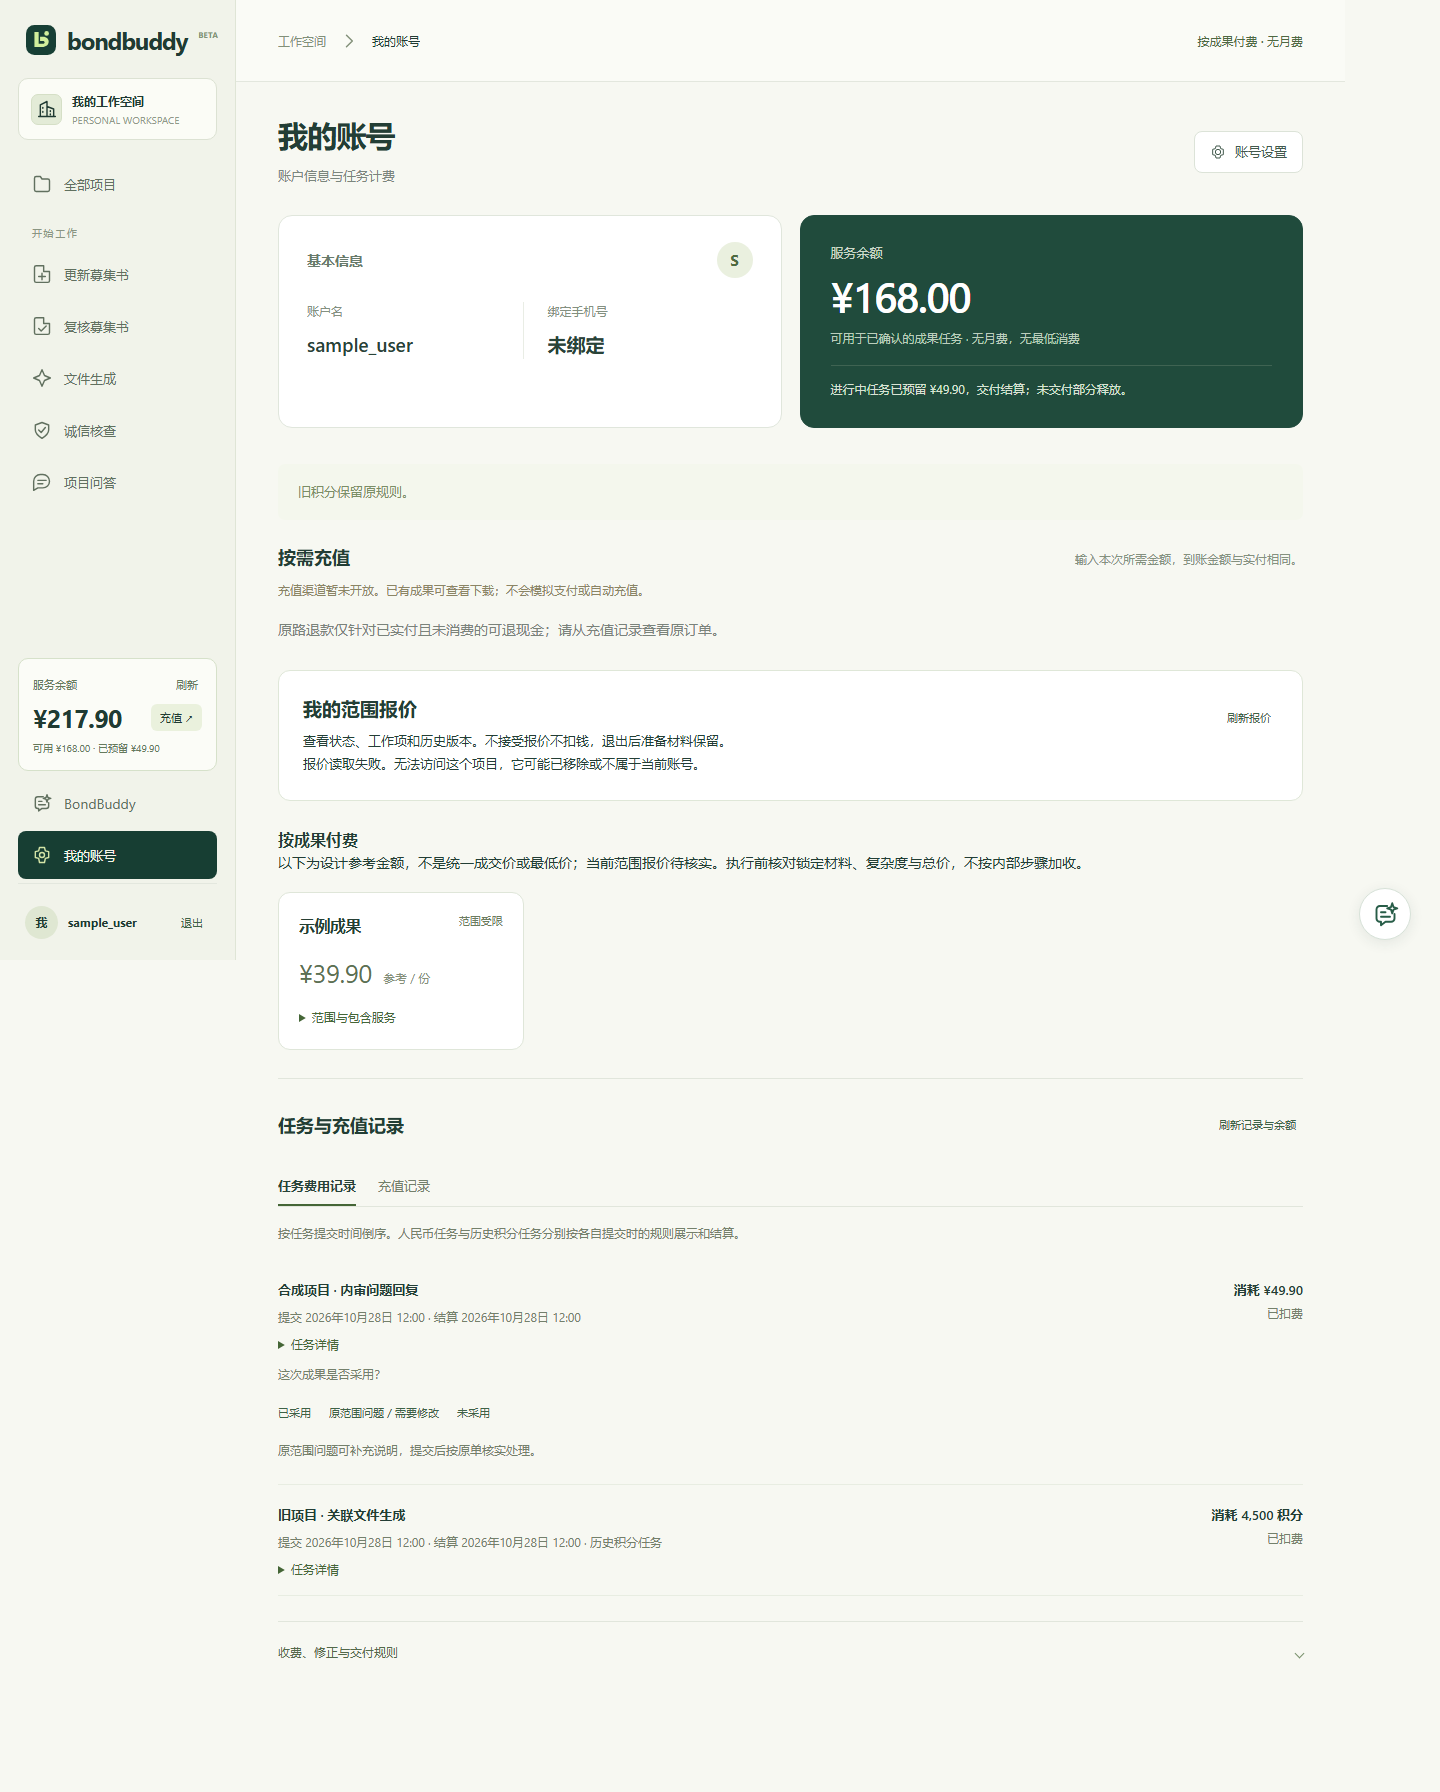 bondbuddy BETA
我的工作空间
PERSONAL WORKSPACE
全部项目
开始工作
更新募集书
复核募集书
文件生成
诚信核查
项目问答
服务余额 刷新
¥217.90 充值 ↗
可用 ¥168.00 · 已预留 ¥49.90
BondBuddy
我的账号
我 sample_user 退出
工作空间 我的账号 按成果付费 · 无月费
我的账号
账户信息与任务计费
账号设置
基本信息 S
账户名 绑定手机号
sample_user 未绑定
服务余额
¥168.00
可用于已确认的成果任务 · 无月费，无最低消费
进行中任务已预留 ¥49.90，交付结算；未交付部分释放。
旧积分保留原规则。
按需充值 输入本次所需金额，到账金额与实付相同。
充值渠道暂未开放。已有成果可查看下载；不会模拟支付或自动充值。
原路退款仅针对已实付且未消费的可退现金；请从充值记录查看原订单。
我的范围报价 刷新报价
查看状态、工作项和历史版本。不接受报价不扣钱，退出后准备材料保留。
报价读取失败。无法访问这个项目，它可能已移除或不属于当前账号。
按成果付费
以下为设计参考金额，不是统一成交价或最低价；当前范围报价待核实。执行前核对锁定材料、复杂度与总价，不按内部步骤加收。
示例成果 范围受限
¥39.90 参考 / 份
范围与包含服务
任务与充值记录 刷新记录与余额
任务费用记录 充值记录
按任务提交时间倒序。人民币任务与历史积分任务分别按各自提交时的规则展示和结算。
合成项目 · 内审问题回复 消耗 ¥49.90
提交 2026年10月28日 12:00 · 结算 2026年10月28日 12:00 已扣费
任务详情
这次成果是否采用？
已采用 原范围问题 / 需要修改 未采用
原范围问题可补充说明，提交后按原单核实处理。
旧项目 · 关联文件生成 消耗 4,500 积分
提交 2026年10月28日 12:00 · 结算 2026年10月28日 12:00 · 历史积分任务 已扣费
任务详情
收费、修正与交付规则